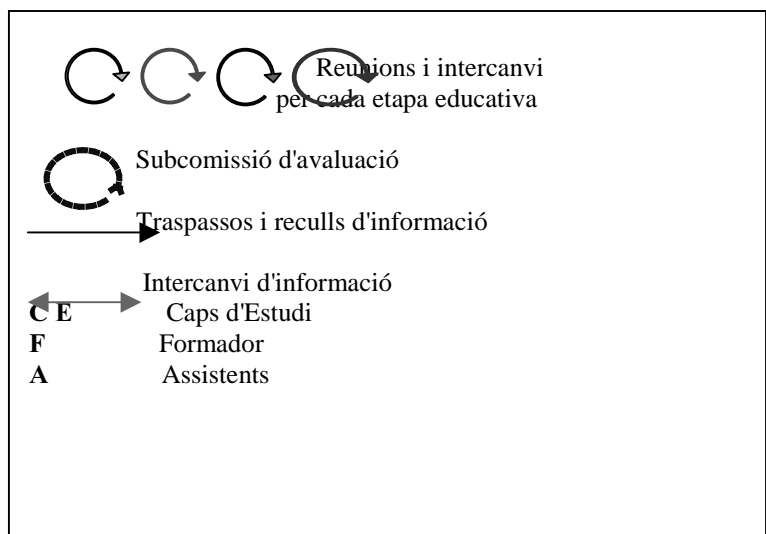 Reunions i intercanvi
per cada etapa educativa
Subcomissió d'avaluació
Traspassos i reculls d'informació
Intercanvi d'informació
C E Caps d'Estudi
F Formador
A Assistents